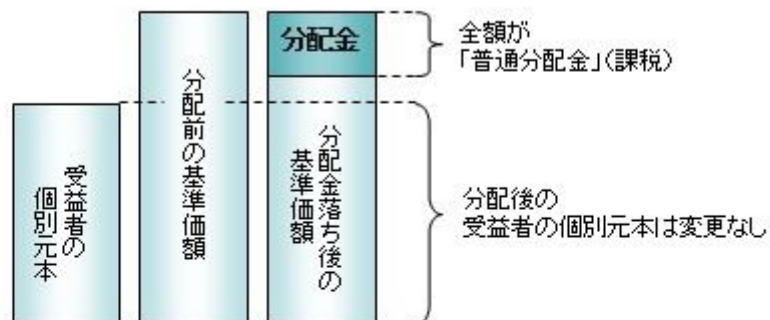 受益者の
個別元本
分配前の基準価額
分配金
分配金落ち後の
基準価額
全額が
「普通分配金」(課税)
分配後の
受益者の個別元本は変更なし